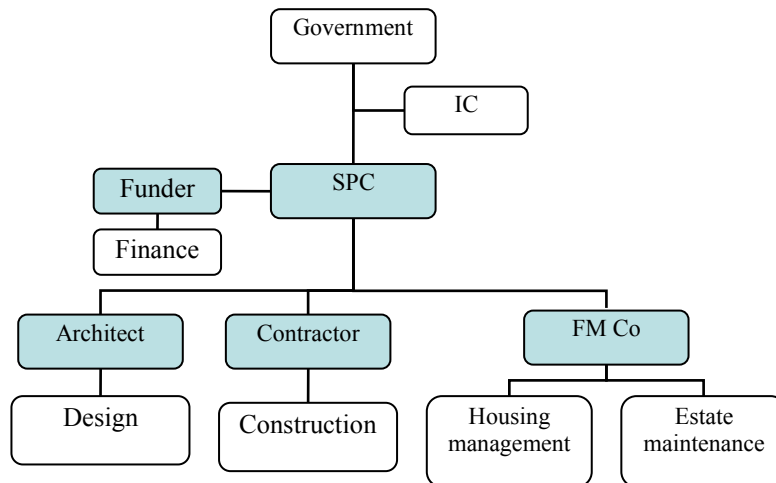 Government
IC
SPC
Funder
Finance
Architect
Contractor
FM Co
Design
Construction
Housing
management
Estate
maintenance